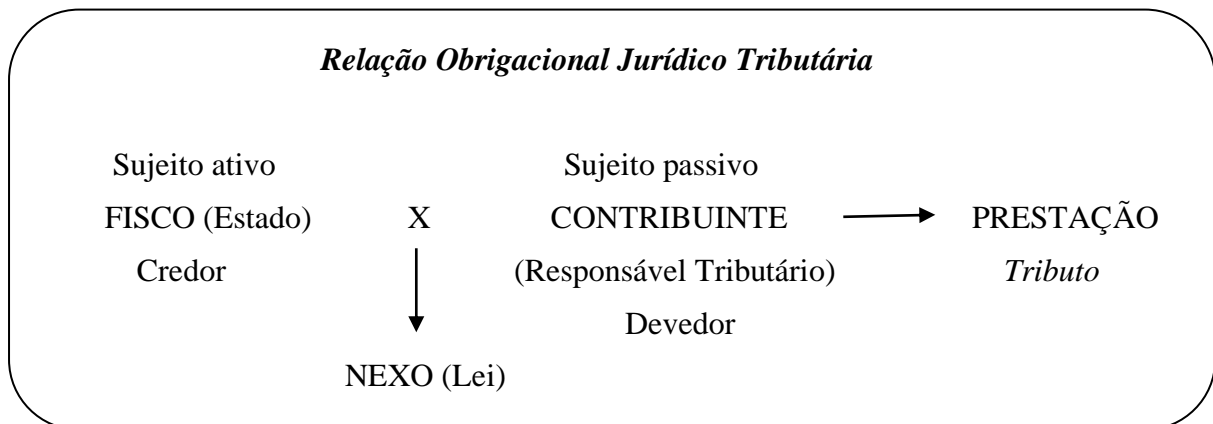 Relação Obrigacional Jurídico Tributária
Sujeito ativo Sujeito passivo
FISCO (Estado) X CONTRIBUINTE PRESTAÇÃO
Credor (Responsável Tributário) Tributo
Devedor
NEXO (Lei)